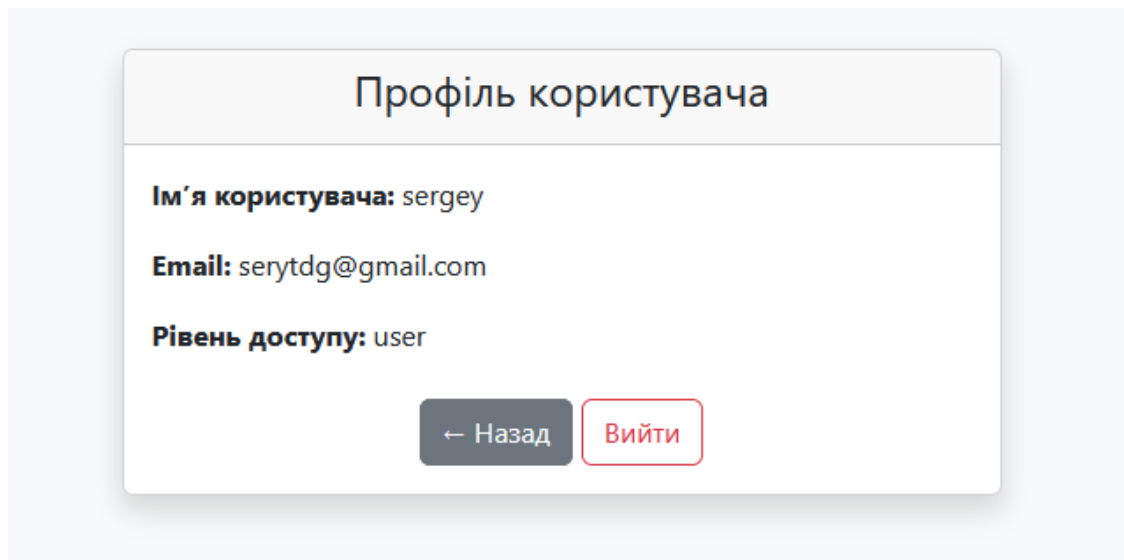 Профіль користувача
Ім′я користувача: sergey
Email: serytdg@gmail.com
Рівень доступу: user
← Назад Вийти